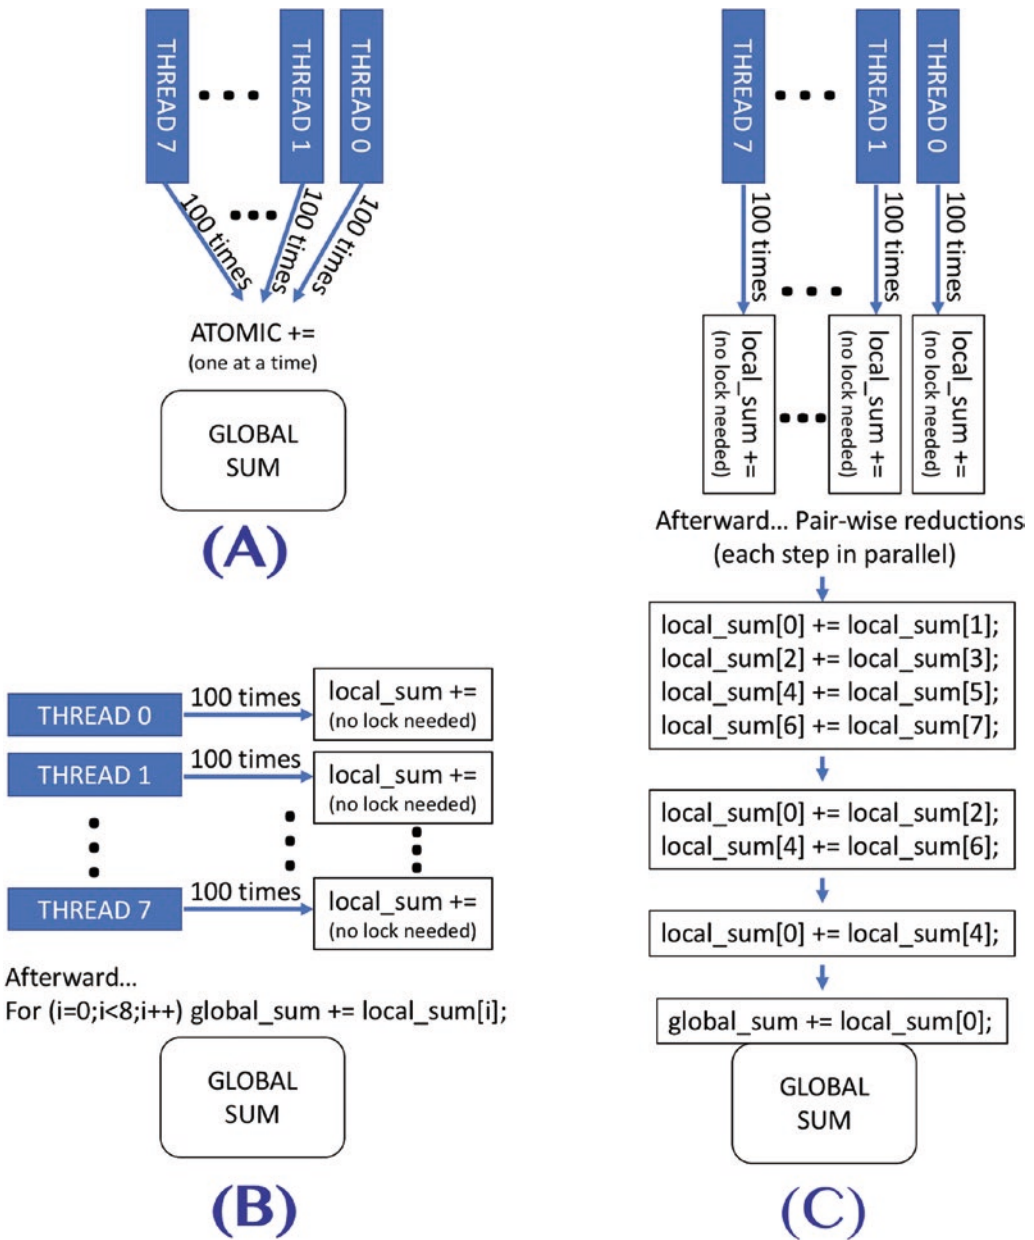 THREAD 7
THREAD 1
THREAD 0
100 times
100 times
100 times
ATOMIC +=
(one at a time)
GLOBAL
SUM
(A)
THREAD 0
100 times
local_sum +=
(no lock needed)
THREAD 1
100 times
local_sum +=
(no lock needed)
THREAD 7
100 times
local_sum +=
(no lock needed)
Afterward...
For (i=0;i<8;i++) global_sum += local_sum[i];
GLOBAL
SUM
(B)
THREAD 7
THREAD 1
THREAD 0
100 times
100 times
100 times
local_sum +=
(no lock needed)
local_sum +=
(no lock needed)
local_sum +=
(no lock needed)
Afterward... Pair-wise reductions
(each step in parallel)
local_sum[0] += local_sum[1];
local_sum[2] += local_sum[3];
local_sum[4] += local_sum[5];
local_sum[6] += local_sum[7];
local_sum[0] += local_sum[2];
local_sum[4] += local_sum[6];
local_sum[0] += local_sum[4];
global_sum += local_sum[0];
GLOBAL
SUM
(C)